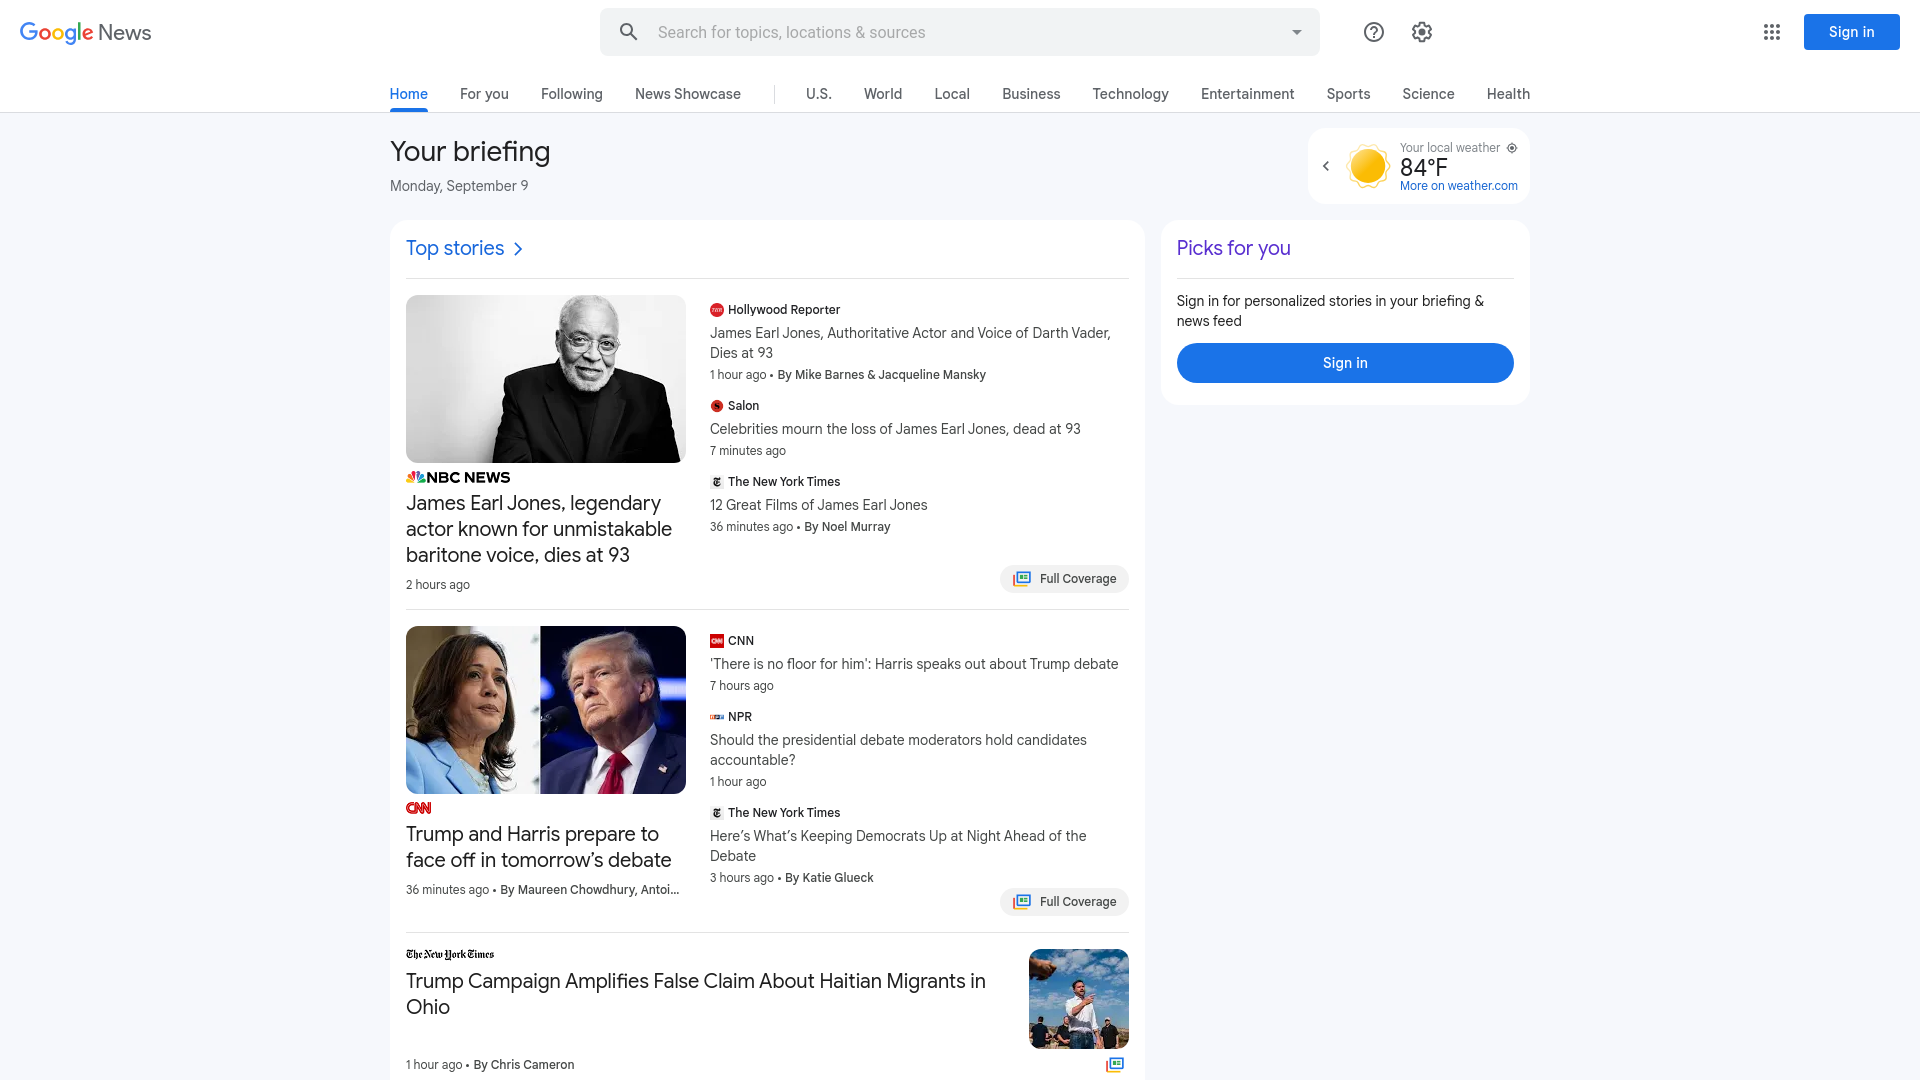 Google News
Search for topics, locations & sources
Sign in
Home
For you
Following
News Showcase
U.S.
World
Local
Business
Technology
Entertainment
Sports
Science
Health
Your briefing
Monday, September 9
Your local weather
84°F
More on weather.com
Top stories
NBC NEWS
James Earl Jones, legendary
actor known for unmistakable
baritone voice, dies at 93
2 hours ago
Hollywood Reporter
James Earl Jones, Authoritative Actor and Voice of Darth Vader,
Dies at 93
1 hour ago • By Mike Barnes & Jacqueline Mansky
Salon
Celebrities mourn the loss of James Earl Jones, dead at 93
7 minutes ago
The New York Times
12 Great Films of James Earl Jones
36 minutes ago • By Noel Murray
Full Coverage
CNN
Trump and Harris prepare to
face off in tomorrow’s debate
36 minutes ago • By Maureen Chowdhury, Antoi...
CNN
'There is no floor for him': Harris speaks out about Trump debate
7 hours ago
NPR
Should the presidential debate moderators hold candidates
accountable?
1 hour ago
The New York Times
Here’s What’s Keeping Democrats Up at Night Ahead of the
Debate
3 hours ago • By Katie Glueck
Full Coverage
The New York Times
Trump Campaign Amplifies False Claim About Haitian Migrants in
Ohio
1 hour ago • By Chris Cameron
Picks for you
Sign in for personalized stories in your briefing &
news feed
Sign in